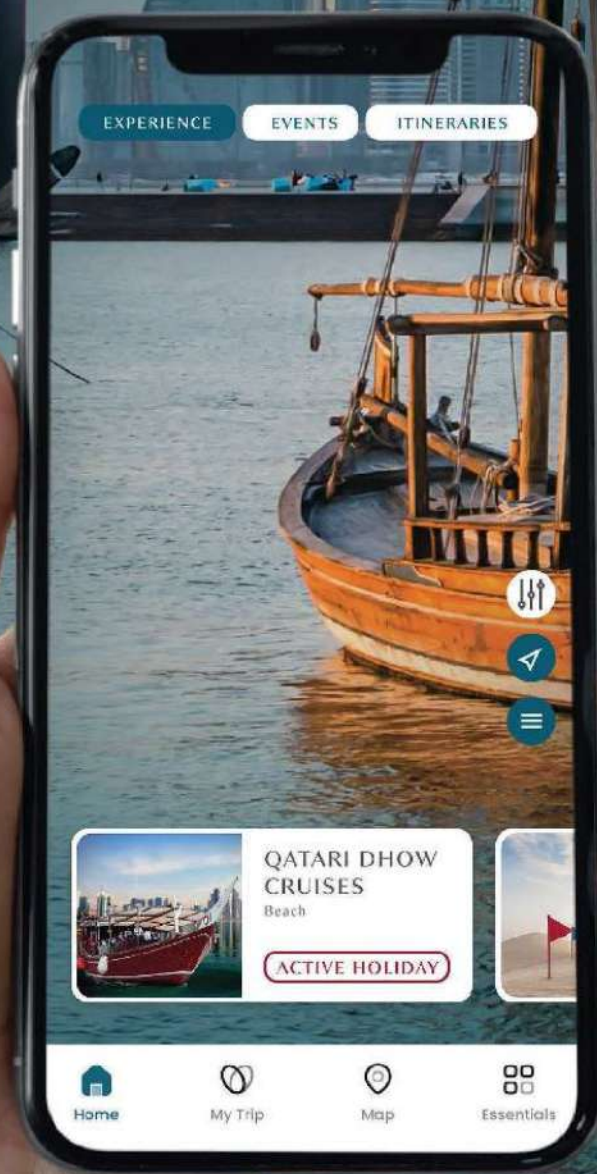 EXPERIENCE EVENTS ITINERARIES
QATARI DHOW
CRUISES
Beach
ACTIVE HOLIDAY
Home My Trip Map Essentials